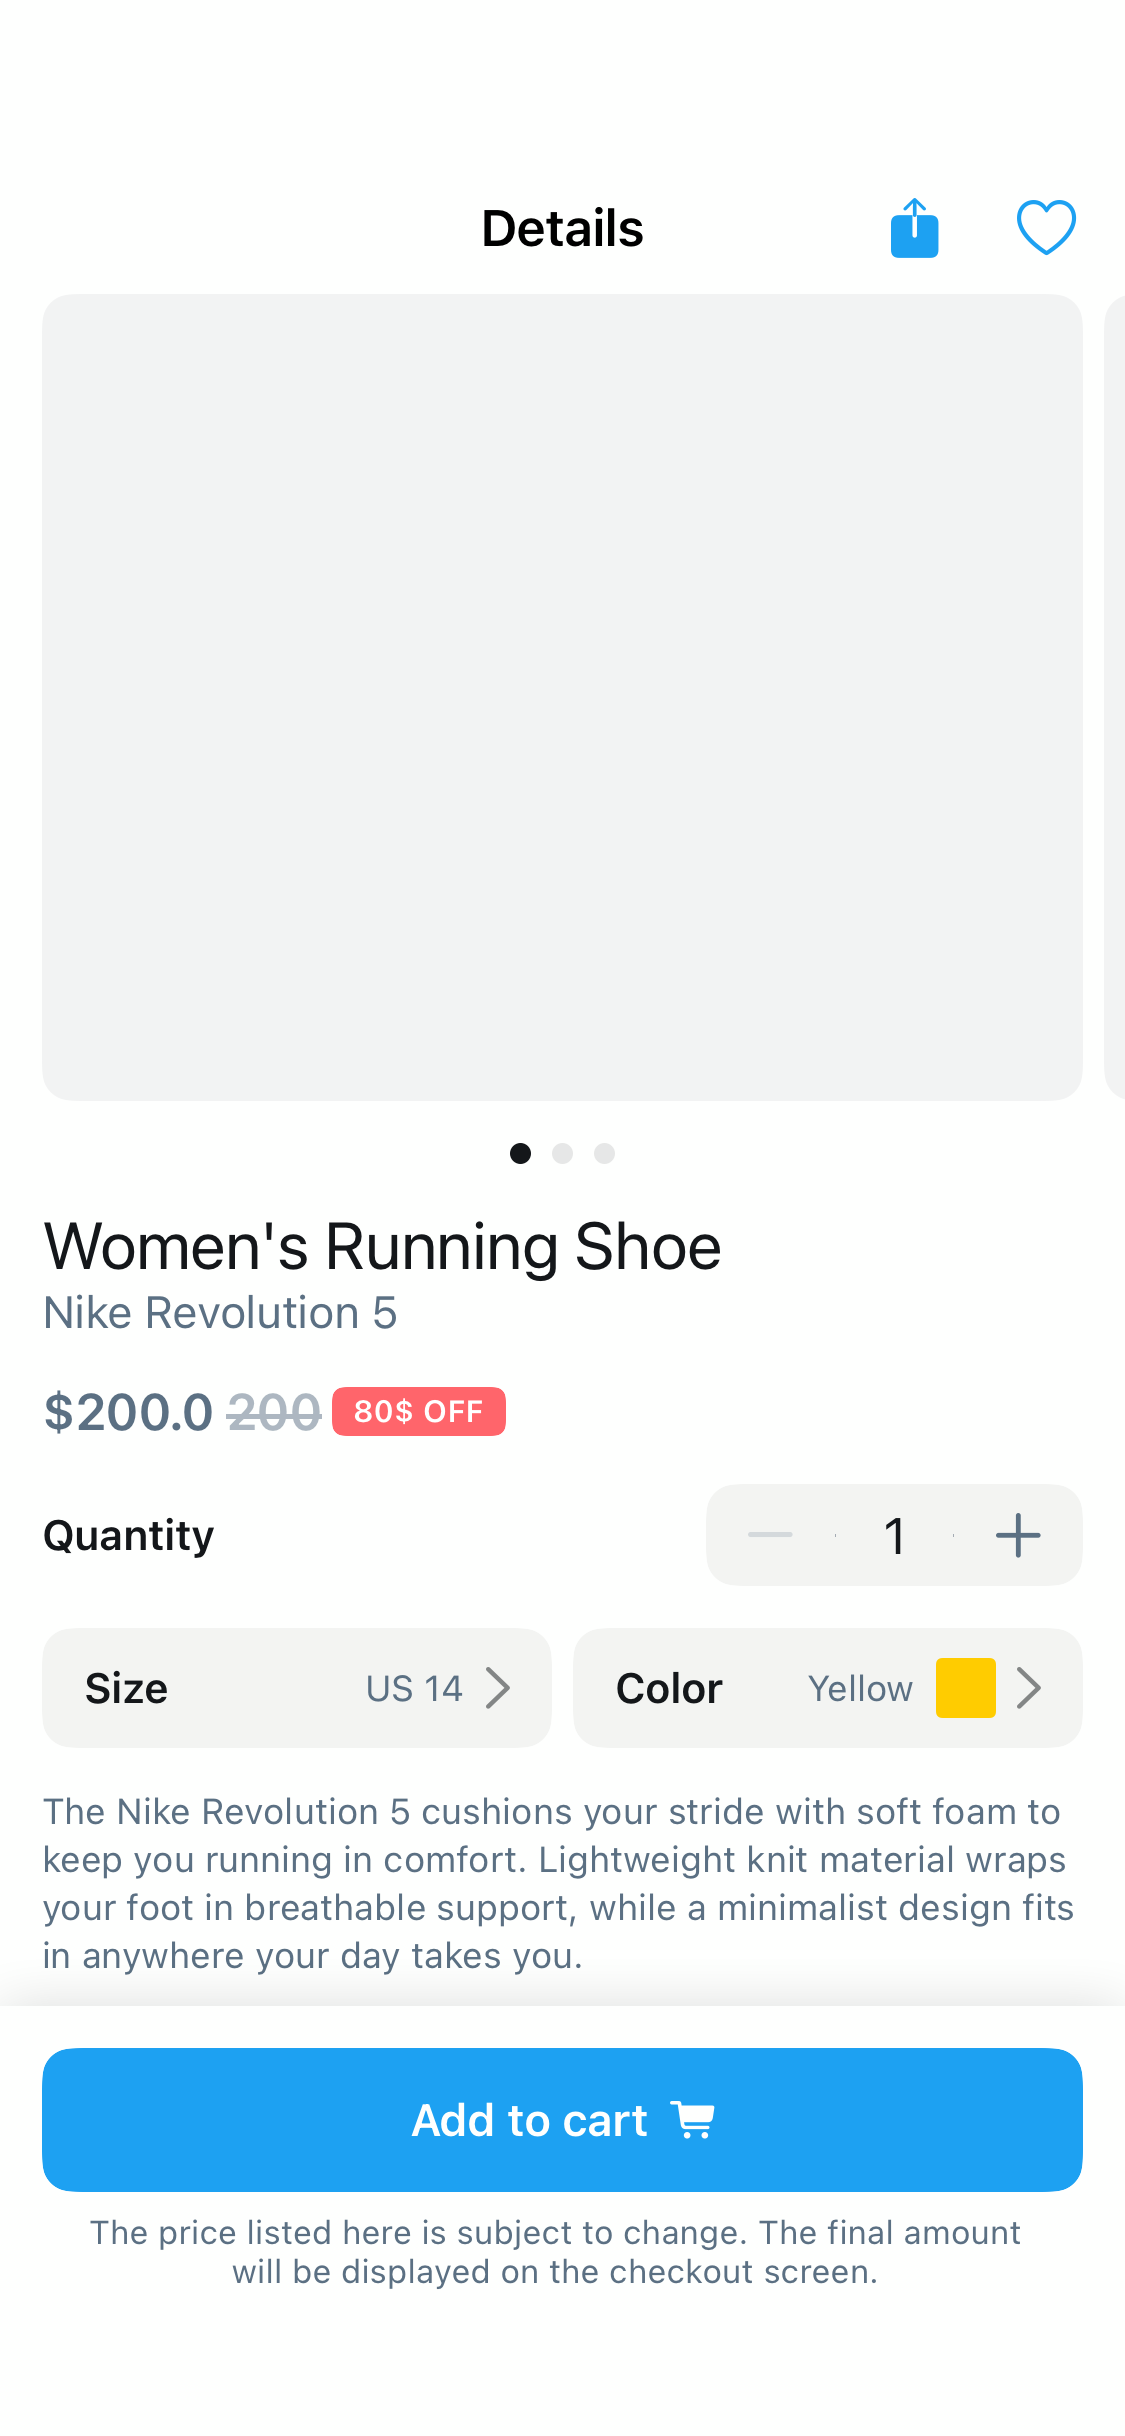 Details
Women's Running Shoe
Nike Revolution 5
$200.0 200 80$ OFF
Quantity 1
Size US 14 Color Yellow
The Nike Revolution 5 cushions your stride with soft foam to
keep you running in comfort. Lightweight knit material wraps
your foot in breathable support, while a minimalist design fits
in anywhere your day takes you.
Add to cart
The price listed here is subject to change. The final amount
will be displayed on the checkout screen.